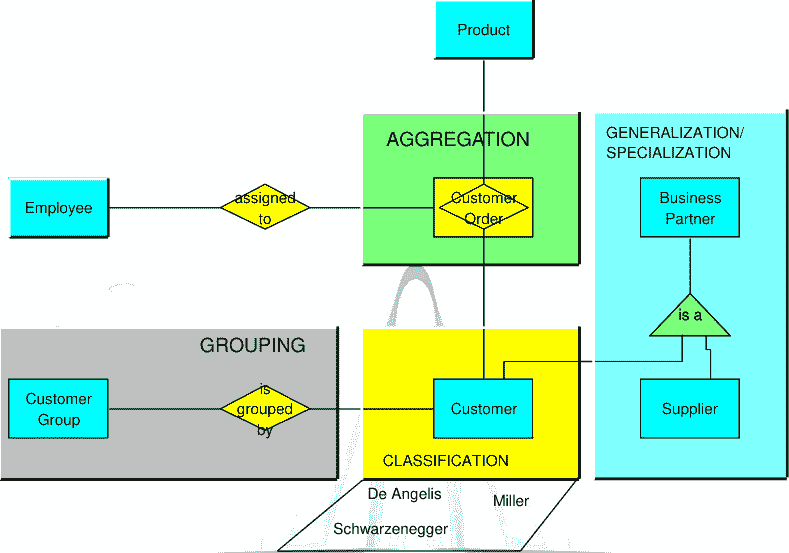 Product
AGGREGATION
GENERALIZATION/
SPECIALIZATION
Employee
assigned
to
Customer
Order
Business
Partner
is a
GROUPING
Customer
Group
is
grouped
by
Customer
Supplier
CLASSIFICATION
De Angelis
Miller
Schwarzenegger